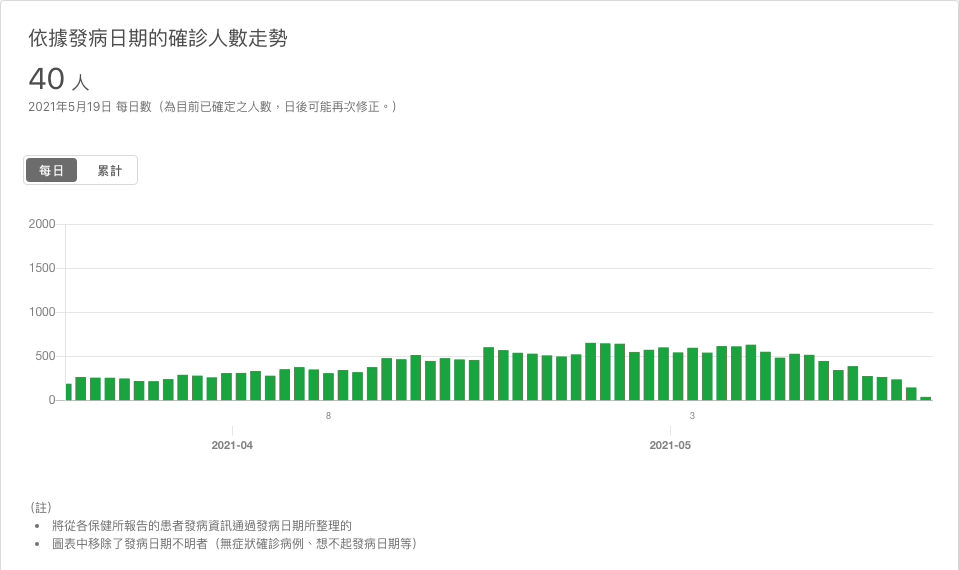 依據發病日期的確診人數走勢
40 人
2021年5月19日 每日數（為目前已確定之人數，日後可能再次修正。）
每日 累計
2000
1500
1000
500
0
8 3
2021-04 2021-05
（註）
• 將從各保健所報告的患者發病資訊通過發病日期所整理的
• 圖表中移除了發病日期不明者（無症狀確診病例、想不起發病日期等）